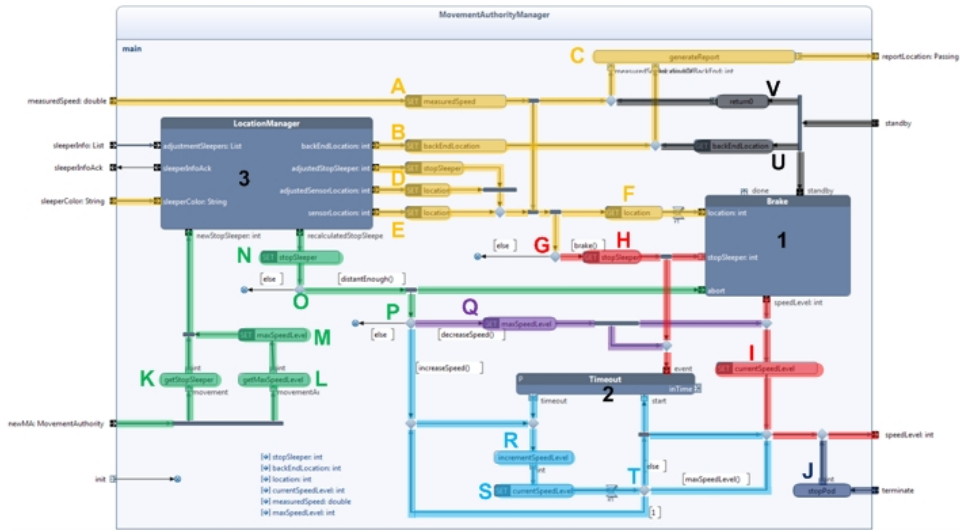 MovementAuthorityManager
main
C
generateReport
reportLocation: Passing
A
V
measuredSpeed: double
SET measuredSpeed
return0
LocationManager
B
standby
sleeperInfo: List
adjustmentSleepers: List
backEndLocation: int
SET backEndLocation
SET backEndLocation
U
sleeperInfoAck
sleeperInfoAck
adjustedStopSleeper: int
SET stopSleeper
3
D
done
standby
adjustedSensorLocation: int
SET location
F
Brake
sleeperColor: String
sleeperColor: String
sensorLocation: int
SET location
SET location
location: int
E
1
newStopSleeper: int
recalculatedStopSleepe
G
H
N
SET stopSleeper
[else]
[brake()]
SET stopSleeper
stopSleeper: int
[else]
[distantEnough()]
abort
O
Q
speedLevel: int
P
SET maxSpeedLevel
SET maxSpeedLevel
M
[else]
[decreaseSpeed()]
I
K
getStopSleeper
getMaxSpeedLevel
L
[increaseSpeed()]
event
SET currentSpeedLevel
P
Timeout
movement
movementAu
2
inTime
timeout
start
newMA: MovementAuthority
R
speedLevel: int
incrementSpeedLevel
stopSleeper: int
int
else
J
init
backEndLocation: int
T
[maxSpeedLevel()]
location: int
S
SET currentSpeedLevel
stopPod
terminate
currentSpeedLevel: int
measuredSpeed: double
[1]
maxSpeedLevel: int